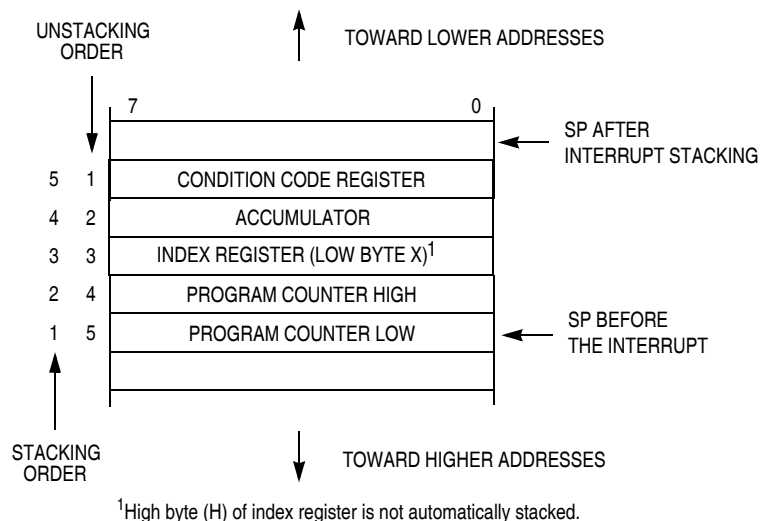 UNSTACKING
ORDER
TOWARD LOWER ADDRESSES
7 0
SP AFTER
INTERRUPT STACKING
5 1 CONDITION CODE REGISTER
4 2 ACCUMULATOR
3 3 INDEX REGISTER (LOW BYTE X)1
2 4 PROGRAM COUNTER HIGH
1 5 PROGRAM COUNTER LOW
SP BEFORE
THE INTERRUPT
STACKING
ORDER
TOWARD HIGHER ADDRESSES
1High byte (H) of index register is not automatically stacked.